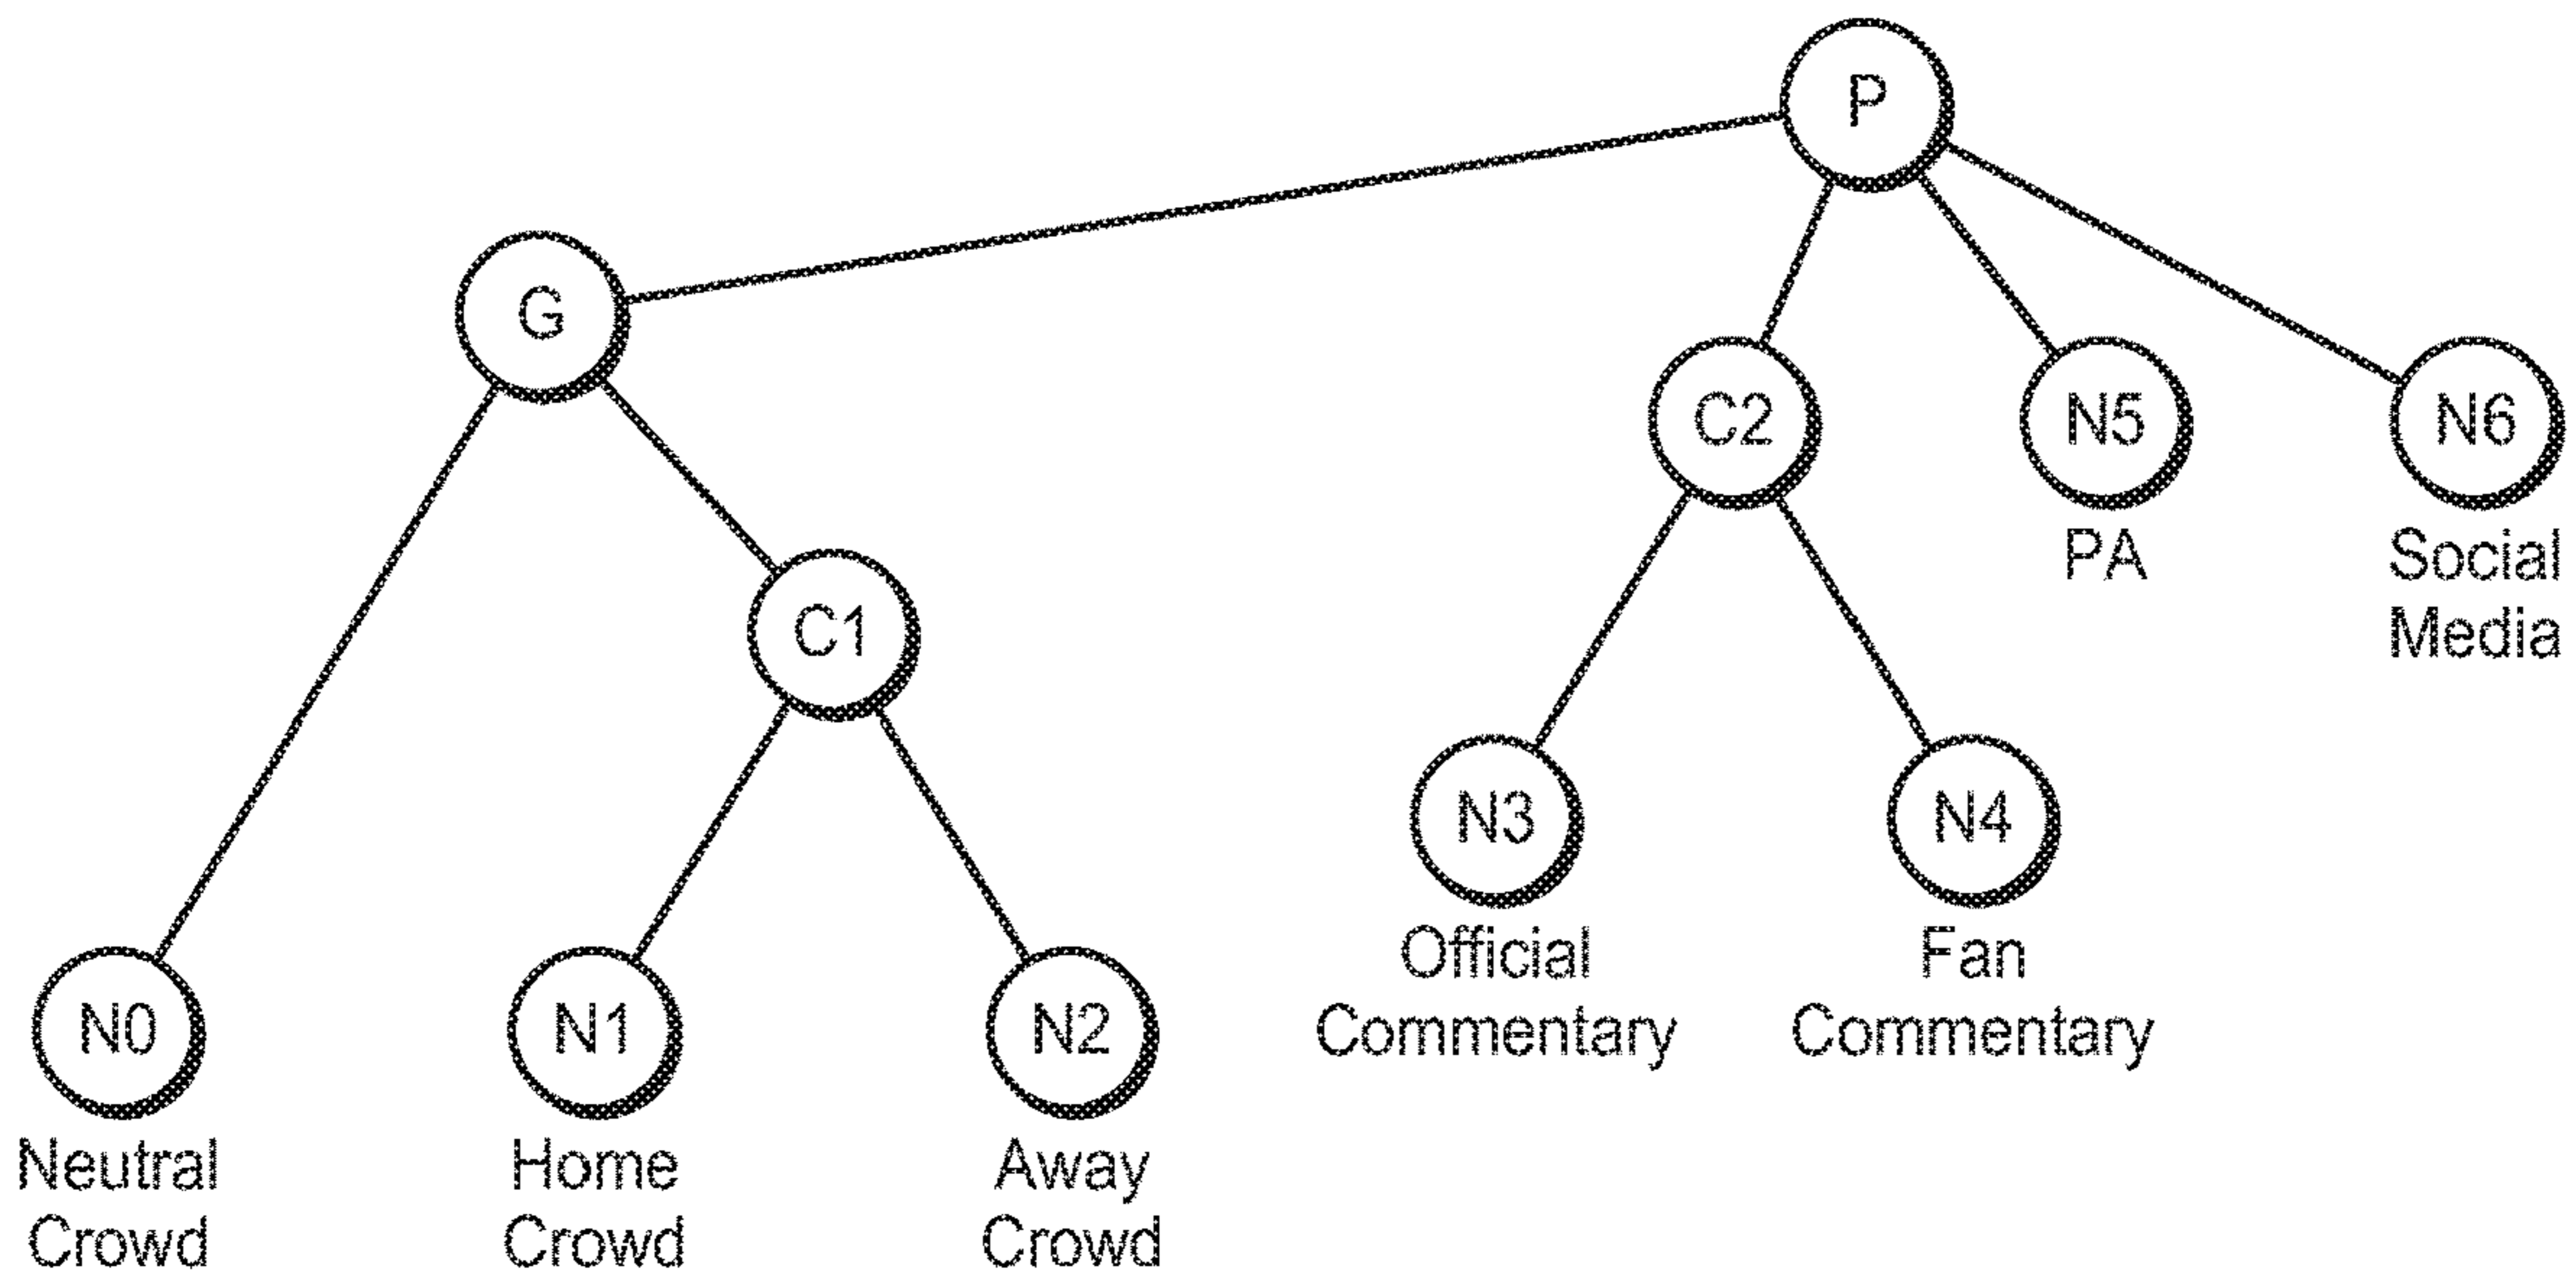 P
G
C2
N5
N6
PA
Social
Media
C1
N3
N4
Official
Commentary
Fan
Commentary
N0
N1
N2
Neutral
Crowd
Home
Crowd
Away
Crowd